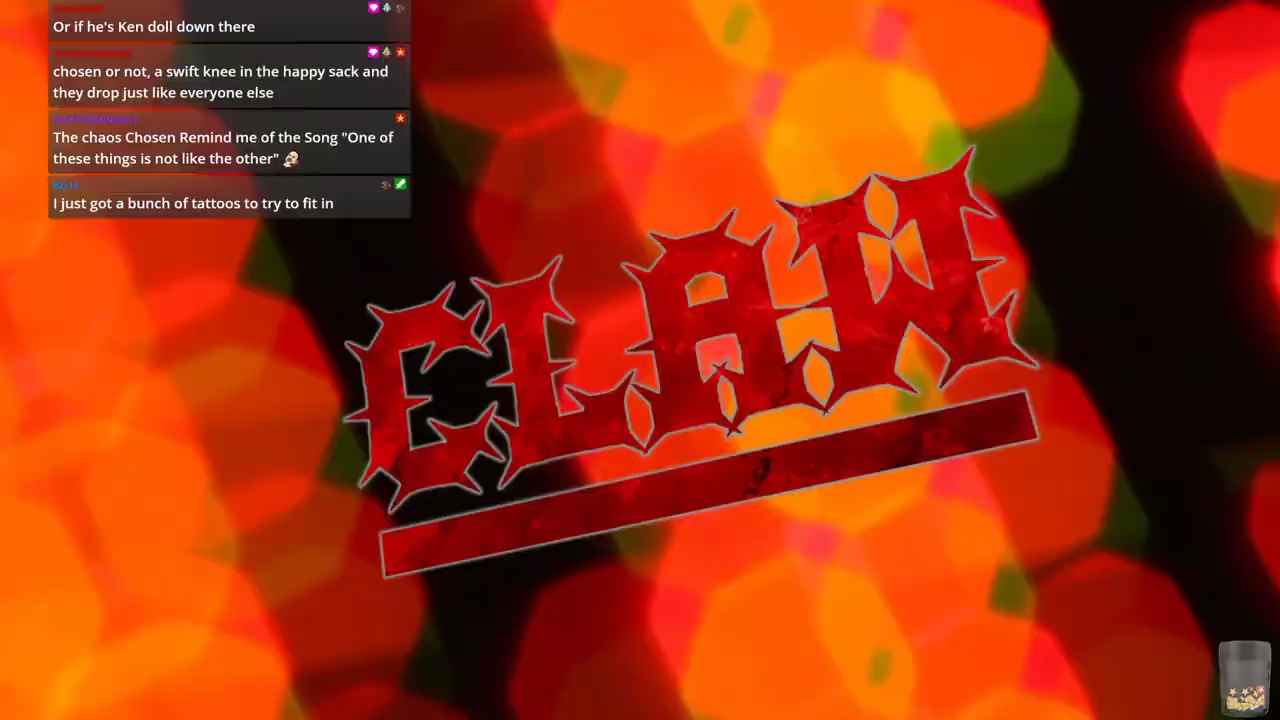 Or if he's Ken doll down there
chosen or not, a swift knee in the happy sack and
they drop just like everyone else
The chaos Chosen Remind me of the Song "One of
these things is not like the other"
I just got a bunch of tattoos to try to fit in
CLAW